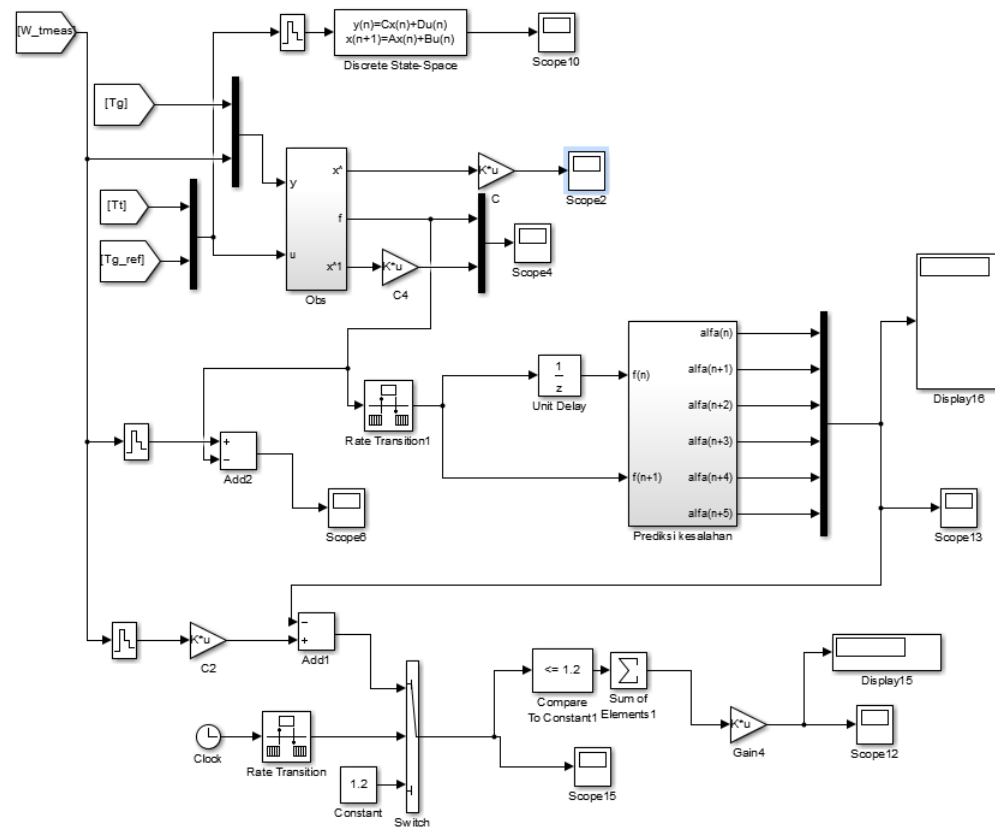 [W_tmeas]
y(n)=Cx(n)+Du(n)
x(n+1)=Ax(n)+Bu(n)
Discrete State-Space
Scope10
[Tg]
y
u
x^
f
x^1
Obs
K*u
C
Scope2
[Tt]
[Tg_ref]
K*u
C4
Scope4
Display16
Rate Transition1
1
z
Unit Delay
f(n)
f(n+1)
alfa(n)
alfa(n+1)
alfa(n+2)
alfa(n+3)
alfa(n+4)
alfa(n+5)
Prediksi kesalahan
Scope13
+
−
Add2
Scope6
K*u
C2
−
+
Add1
Clock
Rate Transition
1.2
Constant
Switch
<= 1.2
Compare
To Constant1
Σ
Sum of
Elements1
K*u
Gain4
Display15
Scope12
Scope15